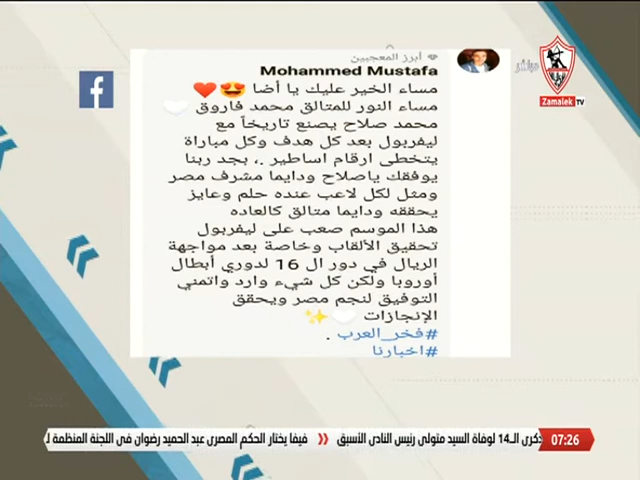 أبرز المعجبين
Mohammed Mustafa
مساء الخير عليك يا أضا
مساء النور للمتالق محمد فاروق
محمد صلاح يصنع تاريخاً مع
ليفربول بعد كل هدف وكل مباراة
يتخطى ارقام اساطير .، بجد ربنا
يوفقك ياصلاح ودايما مشرف مصر
ومثل لكل لاعب عنده حلم وعايز
يحققه ودايما متالق كالعاده
هذا الموسم صعب على ليفربول
تحقيق الألقاب وخاصة بعد مواجهة
الريال في دور ال 16 لدوري أبطال
أوروبا ولكن كل شيء وارد واتمني
التوفيق لنجم مصر ويحقق
الإنجازات
#فخر_العرب .
#اخبارنا
مباشر
Zamalek TV
07:26
ذكرى الـ14 لوفاة السيد متولى رئيس النادى الأسبق
فيفا يختار الحكم المصرى عبد الحميد رضوان فى اللجنة المنظمة ل